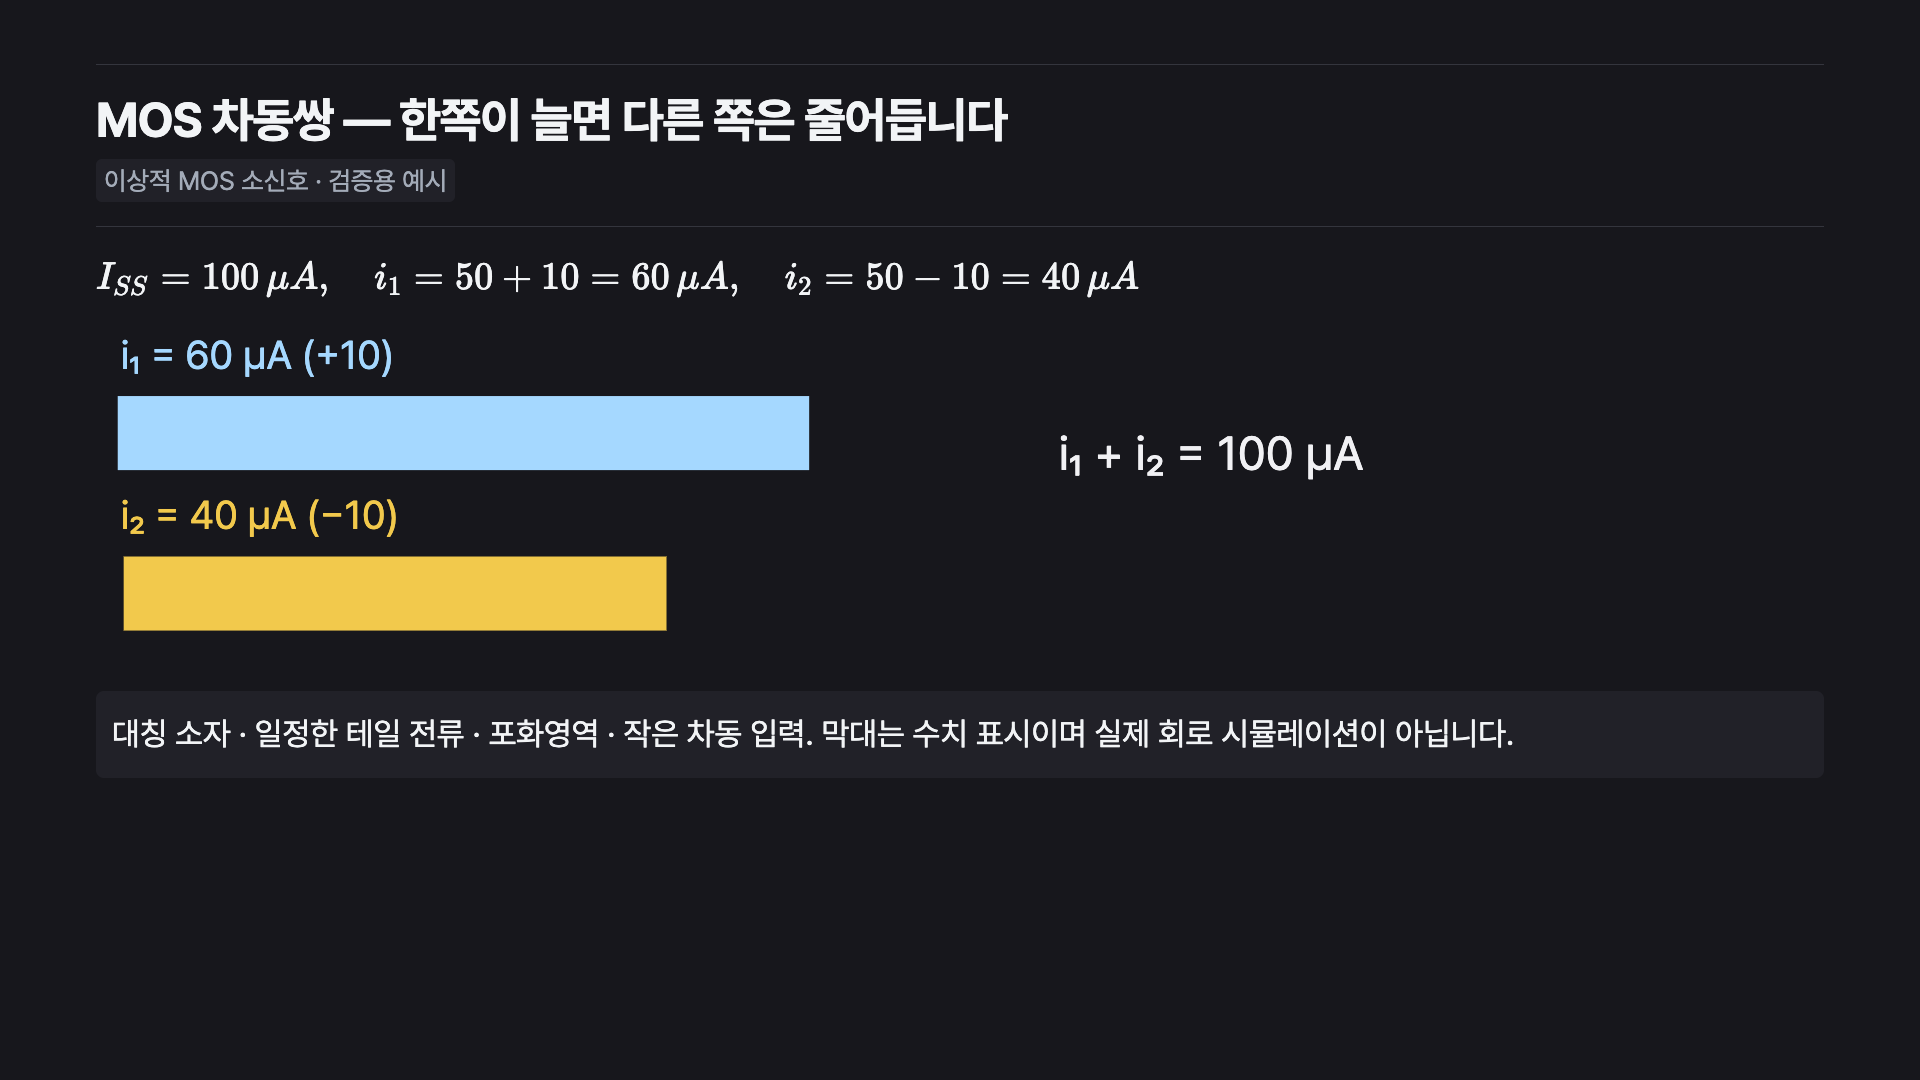 MOS 차동쌍 — 한쪽이 늘면 다른 쪽은 줄어듭니다
이상적 MOS 소신호 · 검증용 예시
I_{SS} = 100 μA, i₁ = 50 + 10 = 60 μA, i₂ = 50 − 10 = 40 μA
i₁ = 60 μA (+10)
i₁ + i₂ = 100 μA
i₂ = 40 μA (−10)
대칭 소자 · 일정한 테일 전류 · 포화영역 · 작은 차동 입력. 막대는 수치 표시이며 실제 회로 시뮬레이션이 아닙니다.